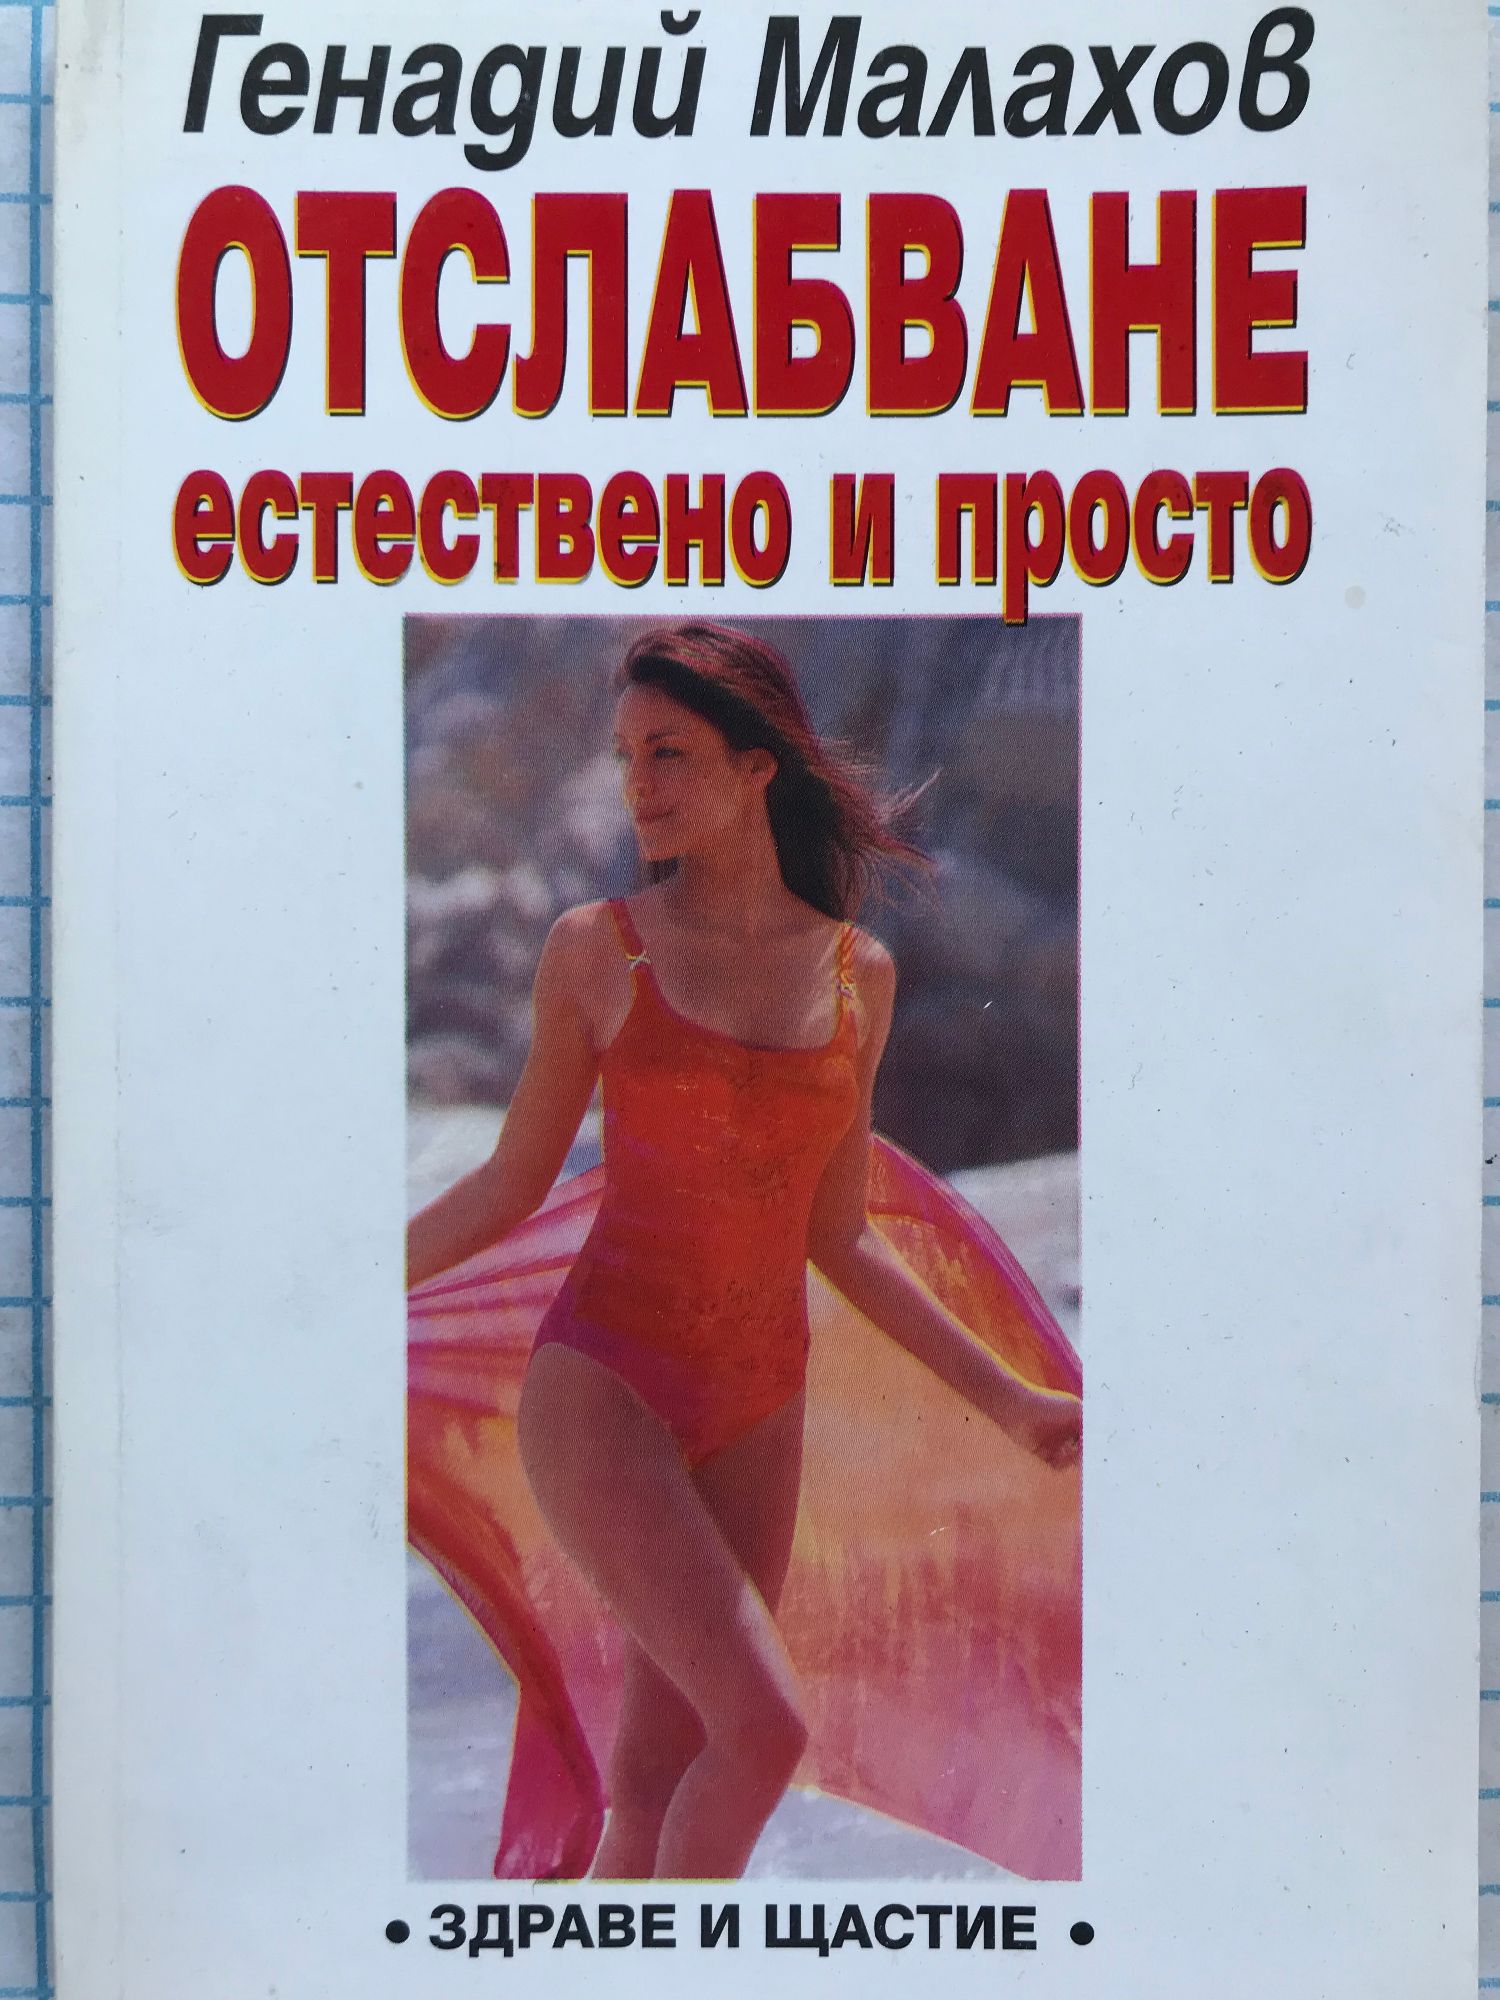 Генадий Малахов
ОТСЛАБВАНЕ
естествено и просто
• ЗДРАВЕ И ЩАСТИЕ •